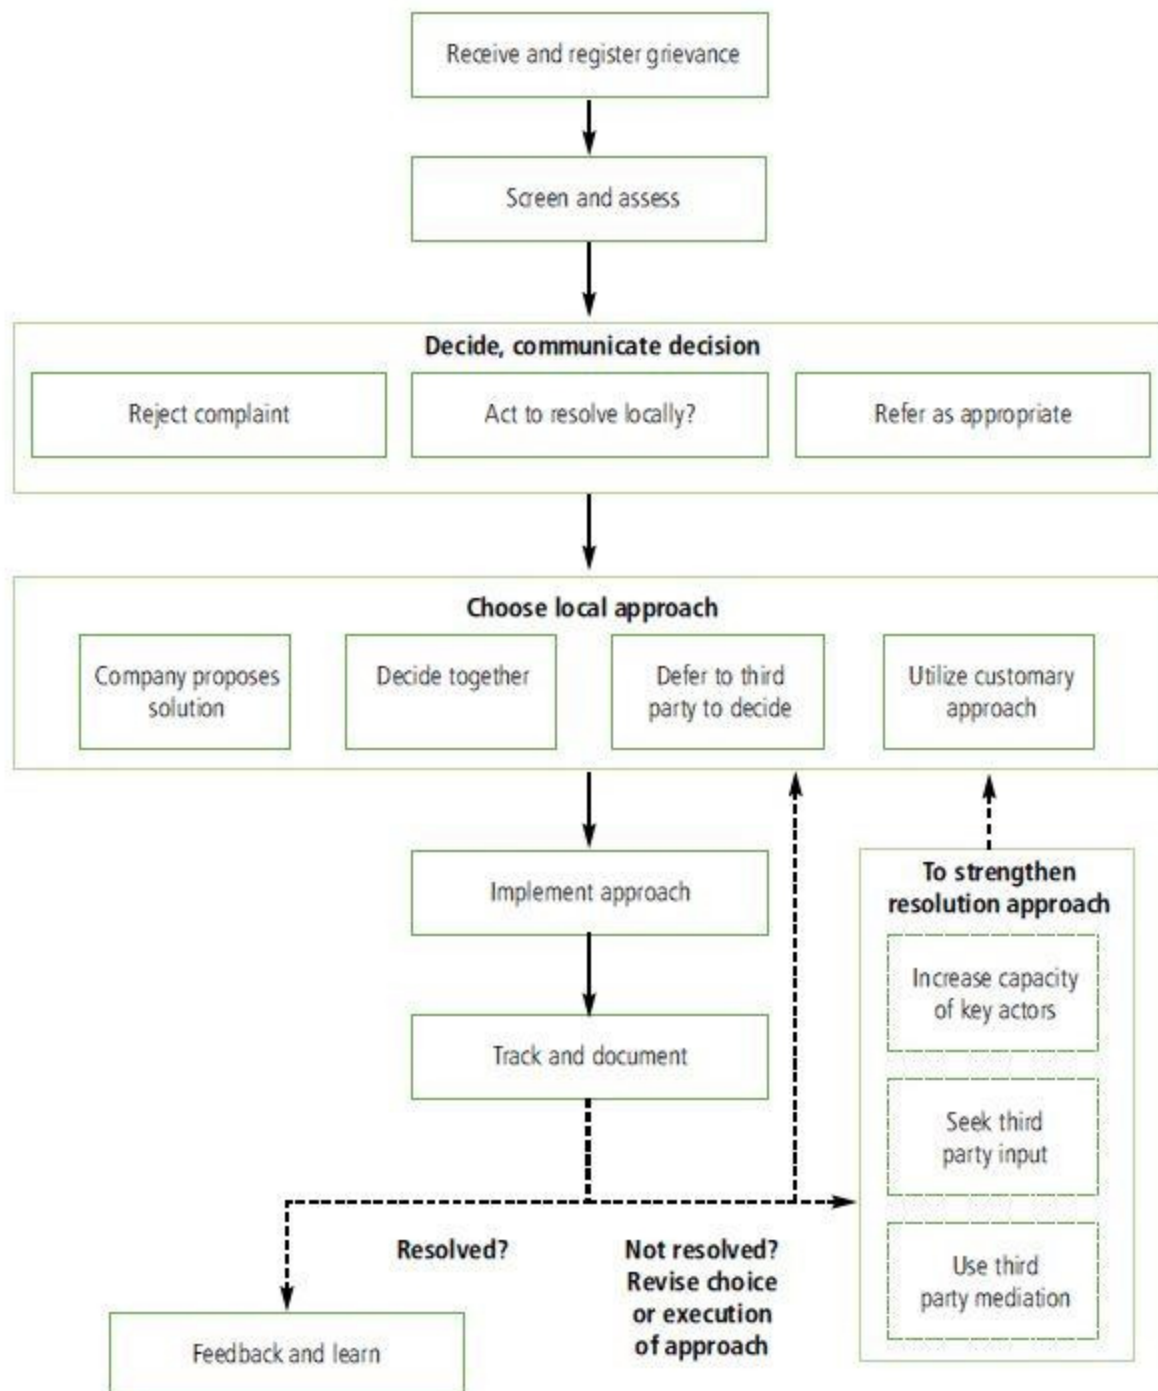 Receive and register grievance
Screen and assess
Decide, communicate decision
Reject complaint
Act to resolve locally?
Refer as appropriate
Choose local approach
Company proposes
solution
Decide together
Defer to third
party to decide
Utilize customary
approach
Implement approach
To strengthen
resolution approach
Increase capacity
of key actors
Track and document
Seek third
party input
Resolved?
Not resolved?
Revise choice
or execution
of approach
Use third
party mediation
Feedback and learn